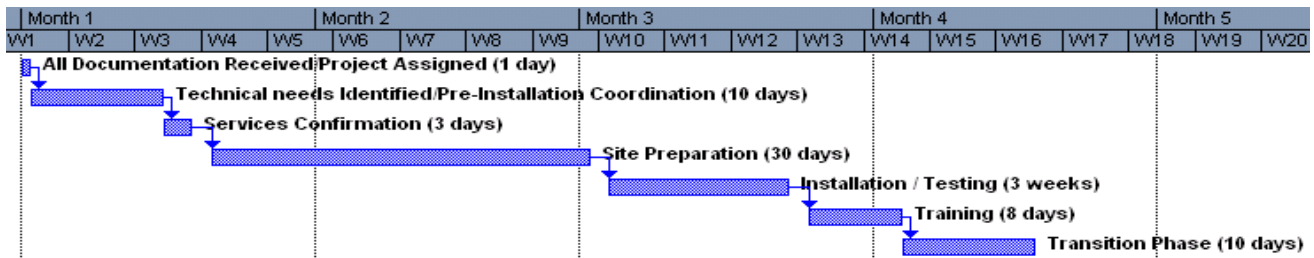 Month 1 Month 2 Month 3 Month 4 Month 5
W1 W2 W3 W4 W5 W6 W7 W8 W9 W10 W11 W12 W13 W14 W15 W16 W17 W18 W19 W20
All Documentation Received/Project Assigned (1 day)
Technical needs Identified/Pre-Installation Coordination (10 days)
Services Confirmation (3 days)
Site Preparation (30 days)
Installation / Testing (3 weeks)
Training (8 days)
Transition Phase (10 days)